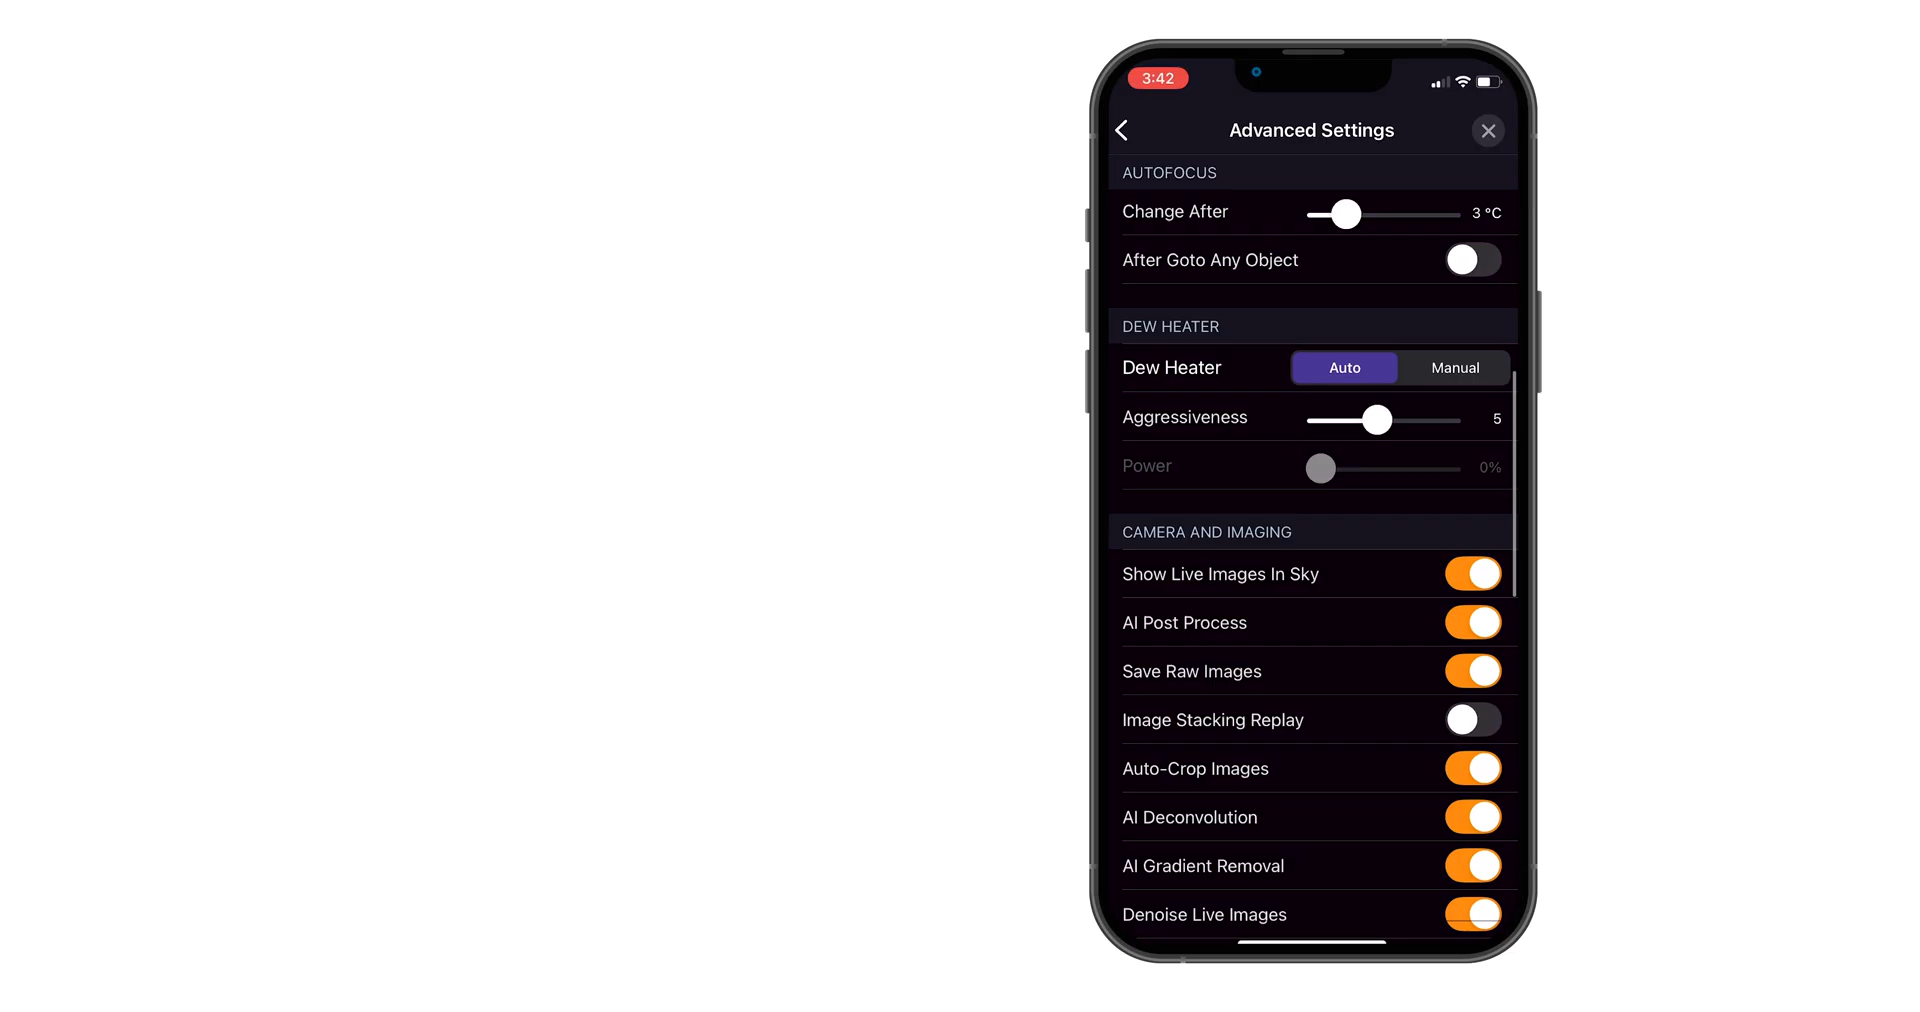 3:42
Advanced Settings
AUTOFOCUS
Change After 3 °C
After Goto Any Object
DEW HEATER
Dew Heater Auto Manual
Aggressiveness 5
Power 0%
CAMERA AND IMAGING
Show Live Images In Sky
AI Post Process
Save Raw Images
Image Stacking Replay
Auto-Crop Images
AI Deconvolution
AI Gradient Removal
Denoise Live Images